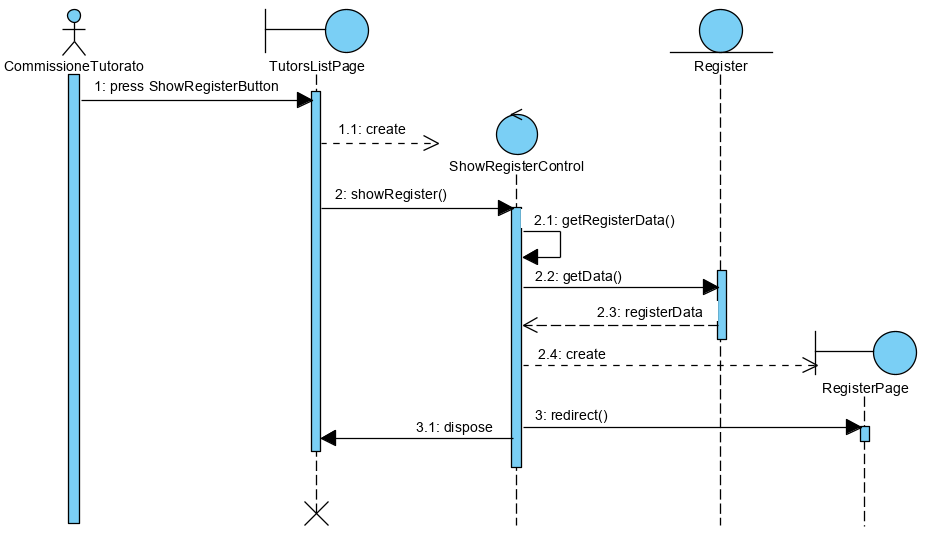 CommissioneTutorato
TutorsListPage
Register
1: press ShowRegisterButton
1.1: create
ShowRegisterControl
2: showRegister()
2.1: getRegisterData()
2.2: getData()
2.3: registerData
2.4: create
RegisterPage
3: redirect()
3.1: dispose